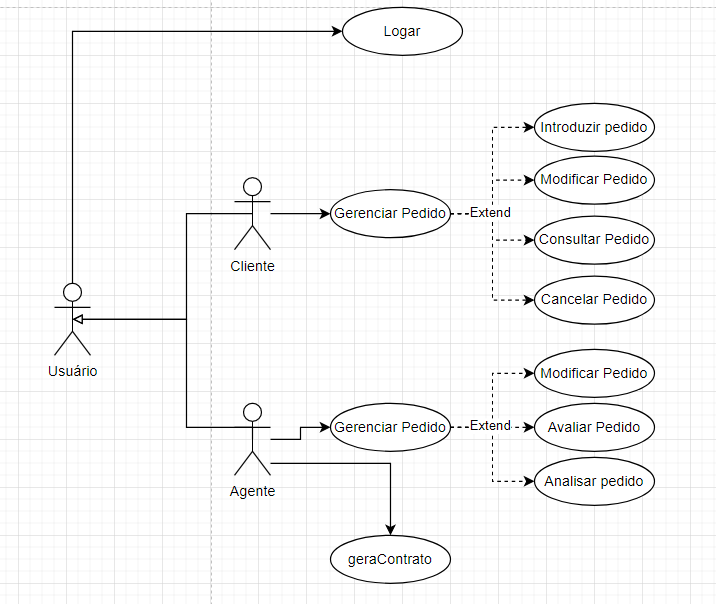 Logar
Introduzir pedido
Modificar Pedido
Gerenciar Pedido
Extend
Consultar Pedido
Cliente
Cancelar Pedido
Usuário
Modificar Pedido
Gerenciar Pedido
Extend
Avaliar Pedido
Analisar pedido
Agente
geraContrato